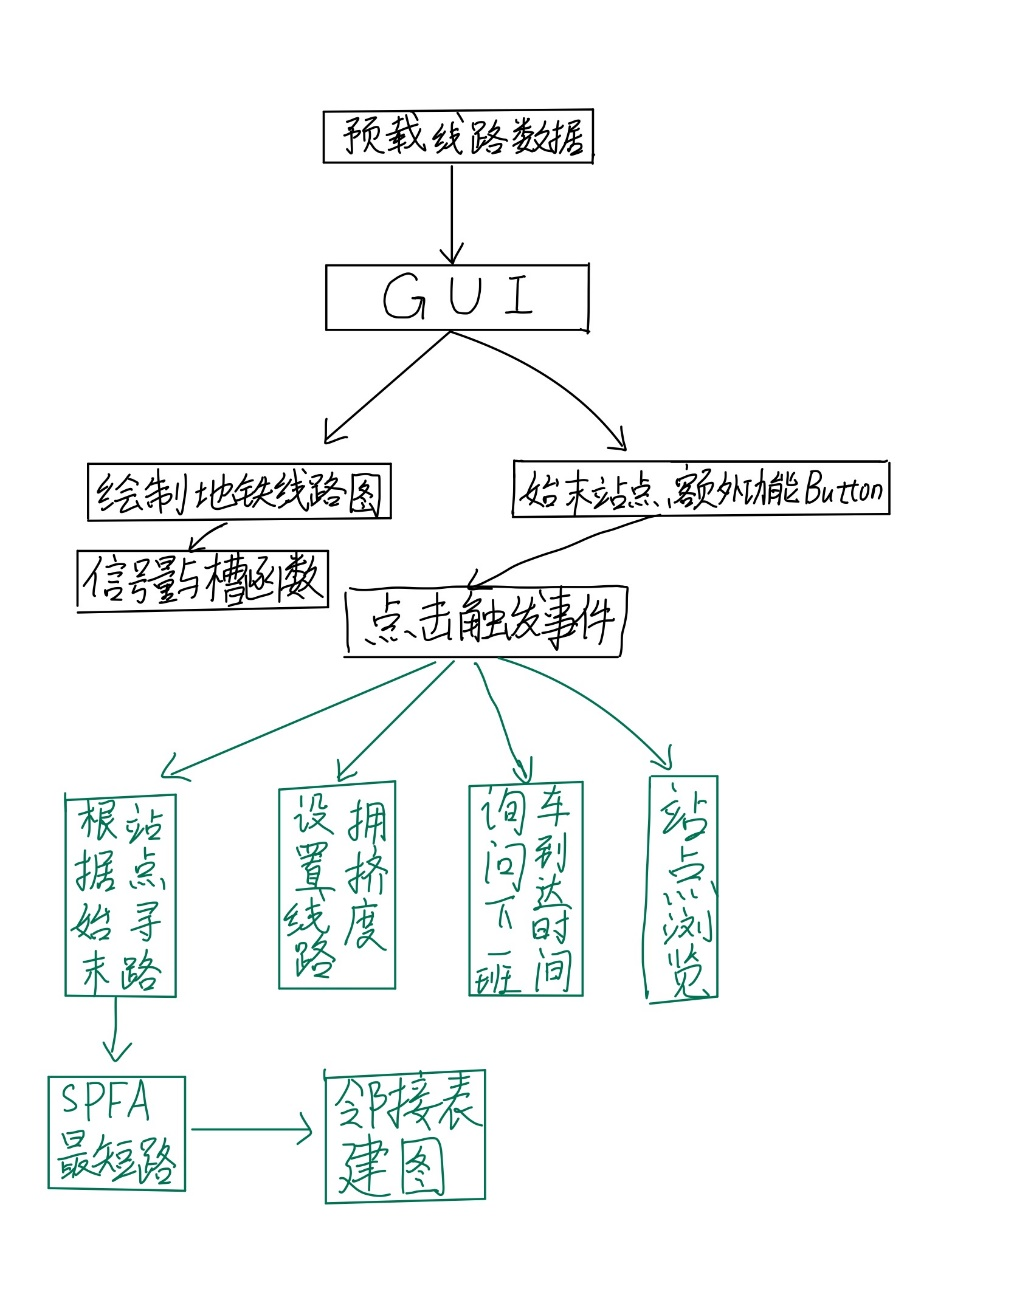 预载线路数据
GUI
绘制地铁线路图
始末站点、额外功能Button
信号量与槽函数
点击触发事件
根据始末
站点寻路
设置线路
拥挤度
询问下一班
车到达时间
站点浏览
SPFA
最短路
邻接表
建图